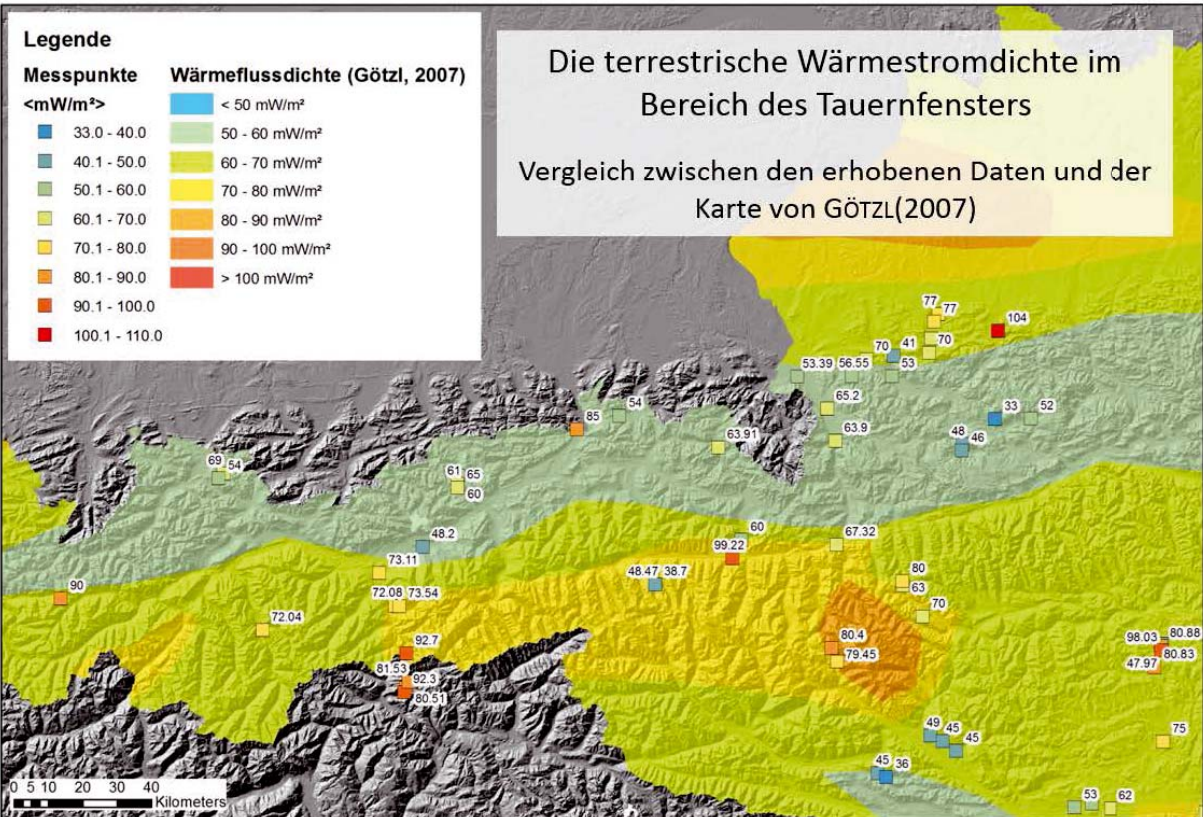 Legende
Messpunkte
<mW/m²>
33.0 - 40.0
40.1 - 50.0
50.1 - 60.0
60.1 - 70.0
70.1 - 80.0
80.1 - 90.0
90.1 - 100.0
100.1 - 110.0
Wärmeflussdichte (Götzl, 2007)
< 50 mW/m²
50 - 60 mW/m²
60 - 70 mW/m²
70 - 80 mW/m²
80 - 90 mW/m²
90 - 100 mW/m²
> 100 mW/m²
Die terrestrische Wärmestromdichte im
Bereich des Tauernfensters
Vergleich zwischen den erhobenen Daten und der
Karte von GÖTZL(2007)
77
77
104
70
41
70
53.39
56.55
53
65.2
54
85
33
52
63.91
63.9
48
46
69
54
61
65
60
48.2
60
67.32
99.22
73.11
48.47
38.7
80
63
90
72.08
73.54
70
72.04
92.7
80.4
79.45
98.03
80.88
80.83
47.97
81.53
92.3
80.51
49
45
45
75
45
36
53
62
0 5 10 20 30 40
Kilometers